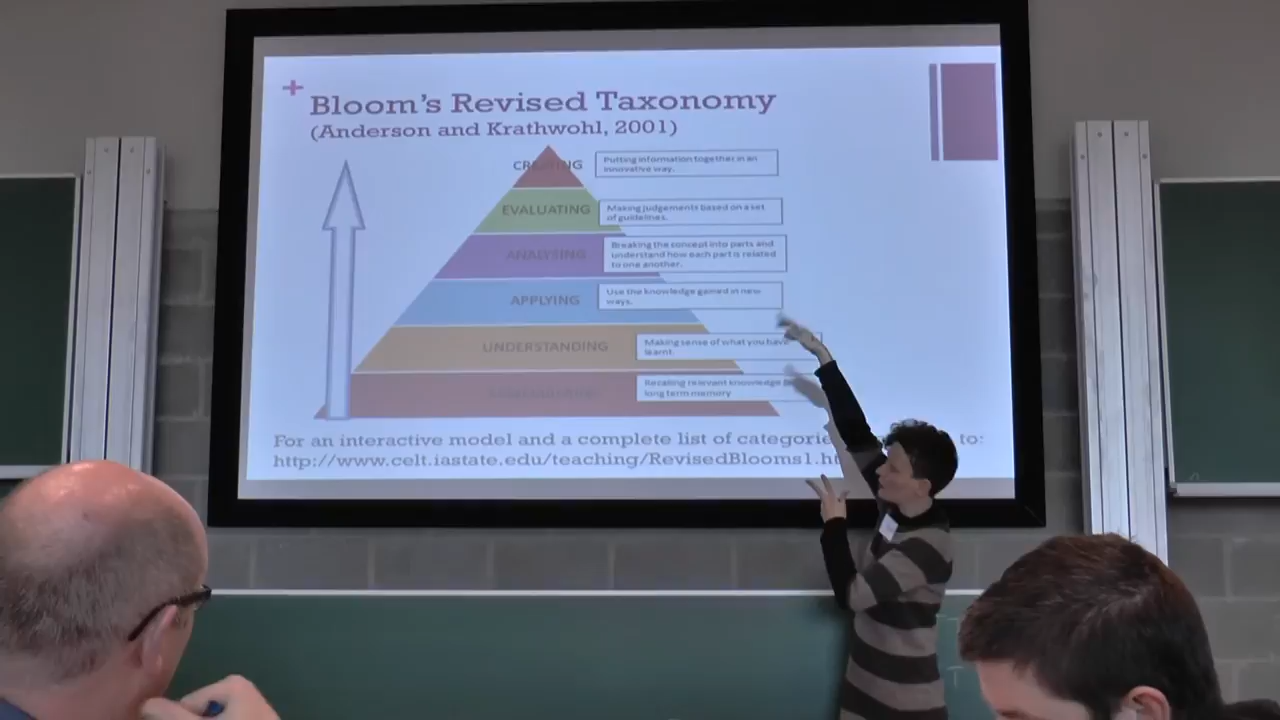 +
Bloom's Revised Taxonomy
(Anderson and Krathwohl, 2001)
CREATING
Putting information together in an
innovative way.
EVALUATING
Making judgements based on a set
of guidelines.
ANALYSING
Breaking the concept into parts and
understand how each part is related
to one another.
APPLYING
Use the knowledge gained in new
ways.
UNDERSTANDING
Making sense of what you have
learnt.
Recalling relevant knowledge
long term memory
For an interactive model and a complete list of to:
http://www.celt.iastate.edu/teaching/RevisedBlooms1.